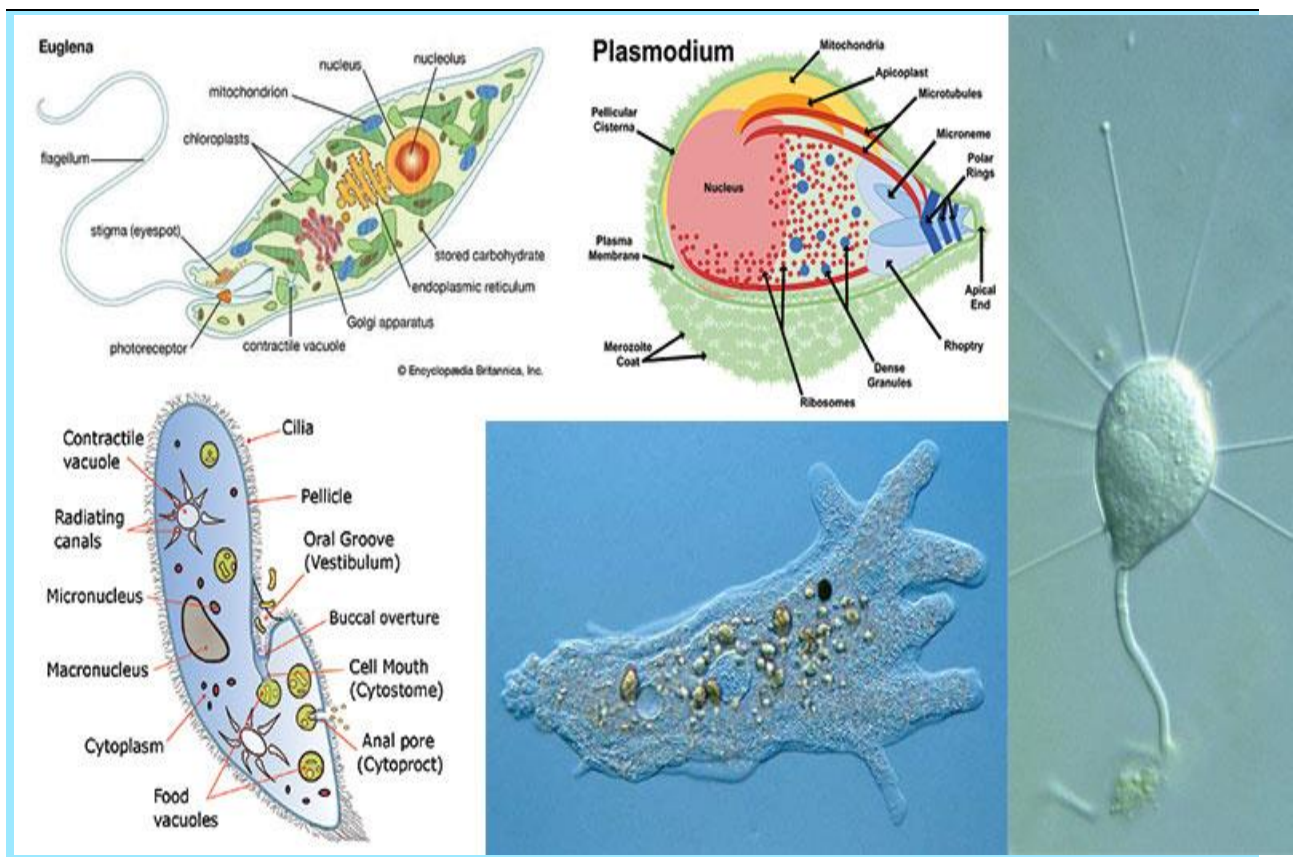 Euglena
nucleus
nucleolus
mitochondrion
chloroplasts
flagellum
stigma (eyespot)
stored carbohydrate
endoplasmic reticulum
Golgi apparatus
photoreceptor
contractile vacuole
© Encyclopædia Britannica, Inc.
Plasmodium
Mitochondria
Apicoplast
Microtubules
Pellicular
Cisterna
Microneme
Polar
Rings
Nucleus
Plasma
Membrane
Apical
End
Merozoite
Coat
Rhoptry
Dense
Granules
Ribosomes
Contractile
vacuole
Cilia
Pellicle
Radiating
canals
Oral Groove
(Vestibulum)
Micronucleus
Buccal overture
Macronucleus
Cell Mouth
(Cytostome)
Cytoplasm
Anal pore
(Cytoproct)
Food
vacuoles